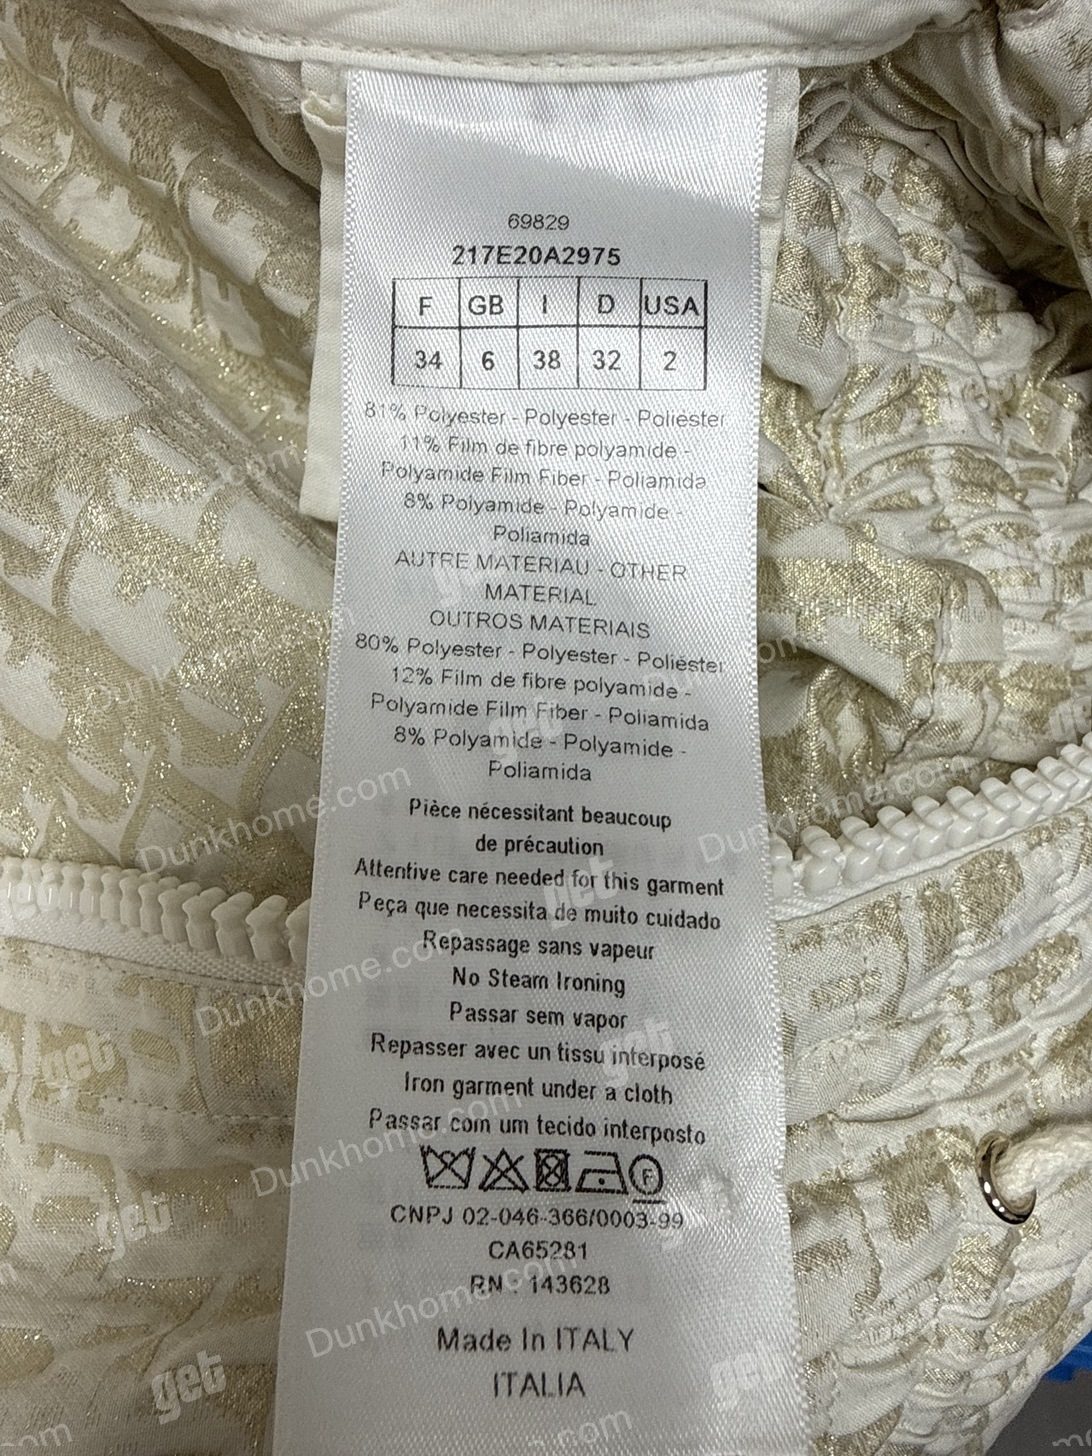 69829
217E20A2975
F GB I D USA
34 6 38 32 2
81% Polyester - Polyester - Poliéster
11% Film de fibre polyamide -
Polyamide Film Fiber - Poliamida
8% Polyamide - Polyamide -
Poliamida
AUTRE MATERIAU - OTHER
MATERIAL
OUTROS MATERIAIS
80% Polyester - Polyester - Poliéster
12% Film de fibre polyamide -
Polyamide Film Fiber - Poliamida
8% Polyamide - Polyamide -
Poliamida
Pièce nécessitant beaucoup
de précaution
Attentive care needed for this garment
Peça que necessita de muito cuidado
Repassage sans vapeur
No Steam Ironing
Passar sem vapor
Repasser avec un tissu interposé
Iron garment under a cloth
Passar com um tecido interposto
F
CNPJ 02-046-366/0003-99
CA65281
RN : 143628
Made In ITALY
ITALIA
Dunkhome.com
get